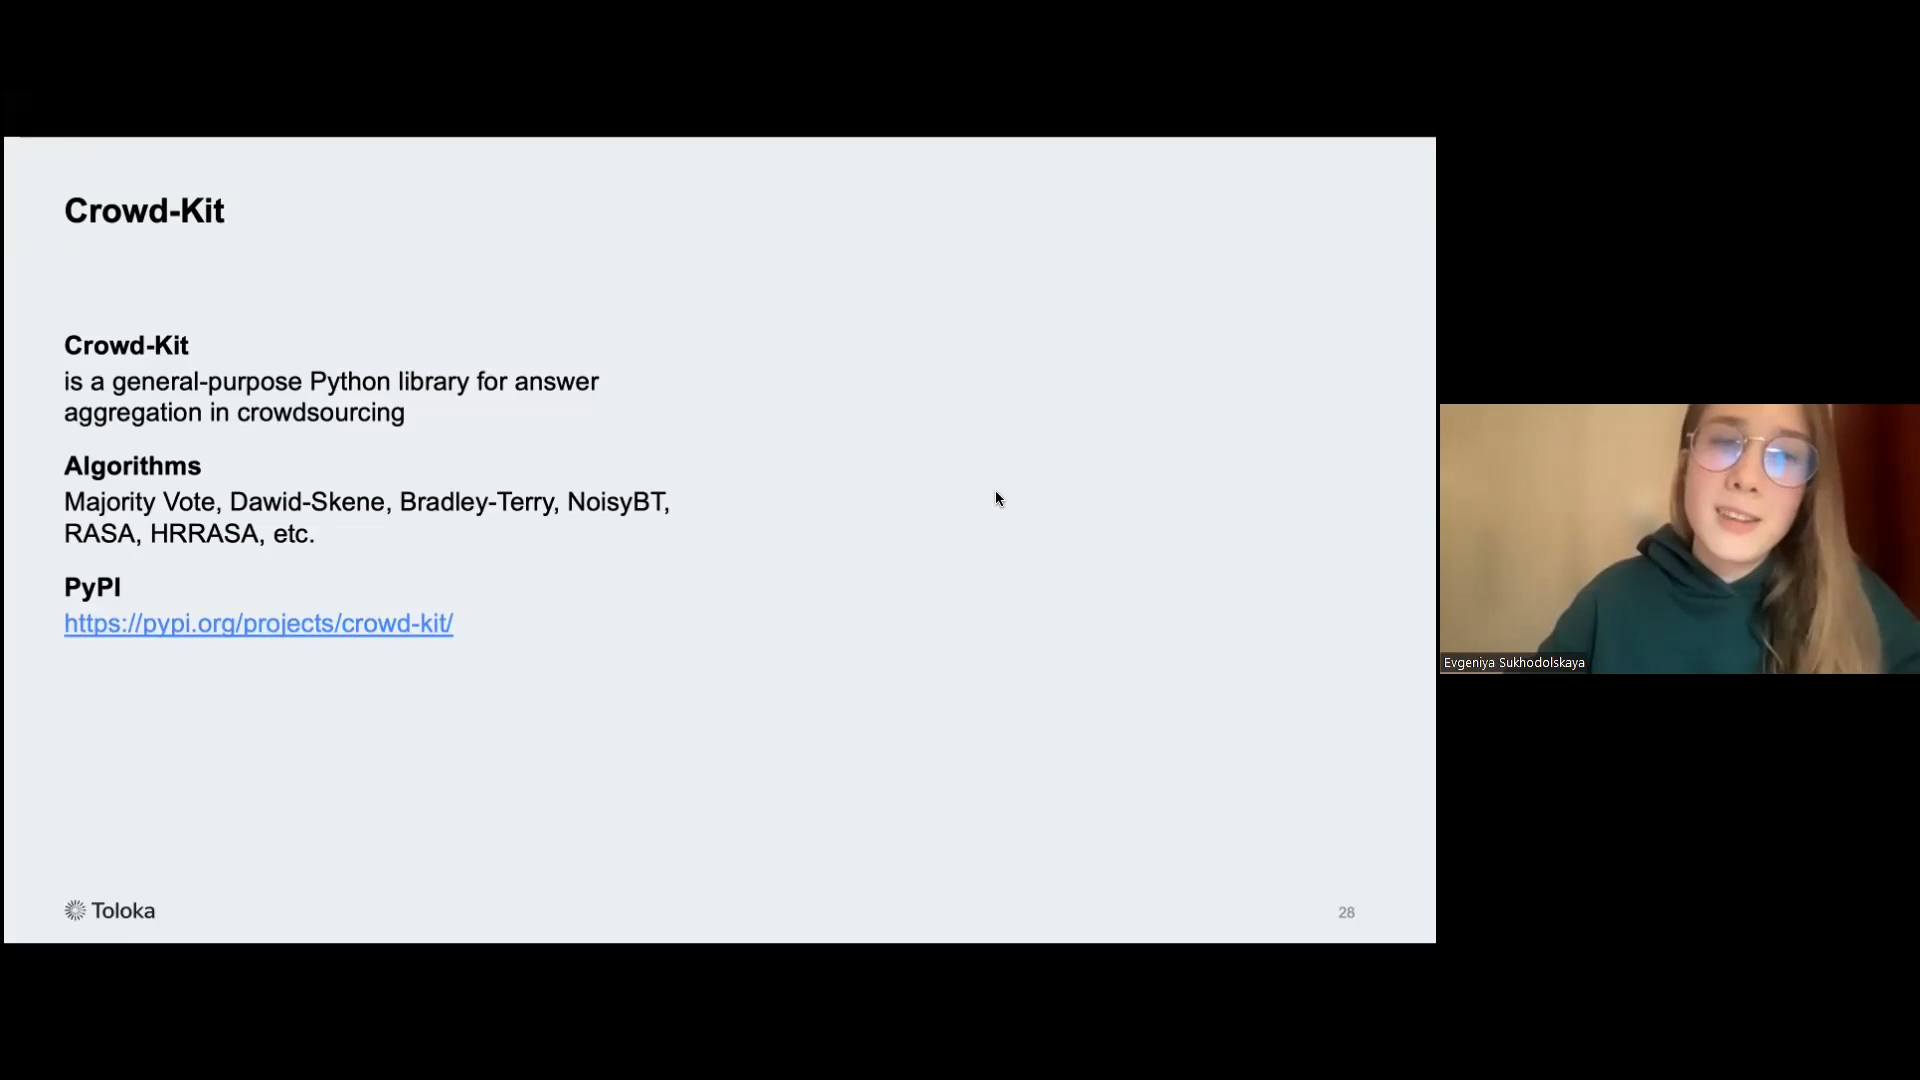 Crowd-Kit
Crowd-Kit
is a general-purpose Python library for answer
aggregation in crowdsourcing
Algorithms
Majority Vote, Dawid-Skene, Bradley-Terry, NoisyBT,
RASA, HRRASA, etc.
PyPI
https://pypi.org/projects/crowd-kit/
Toloka
28
Evgeniya Sukhodolskaya